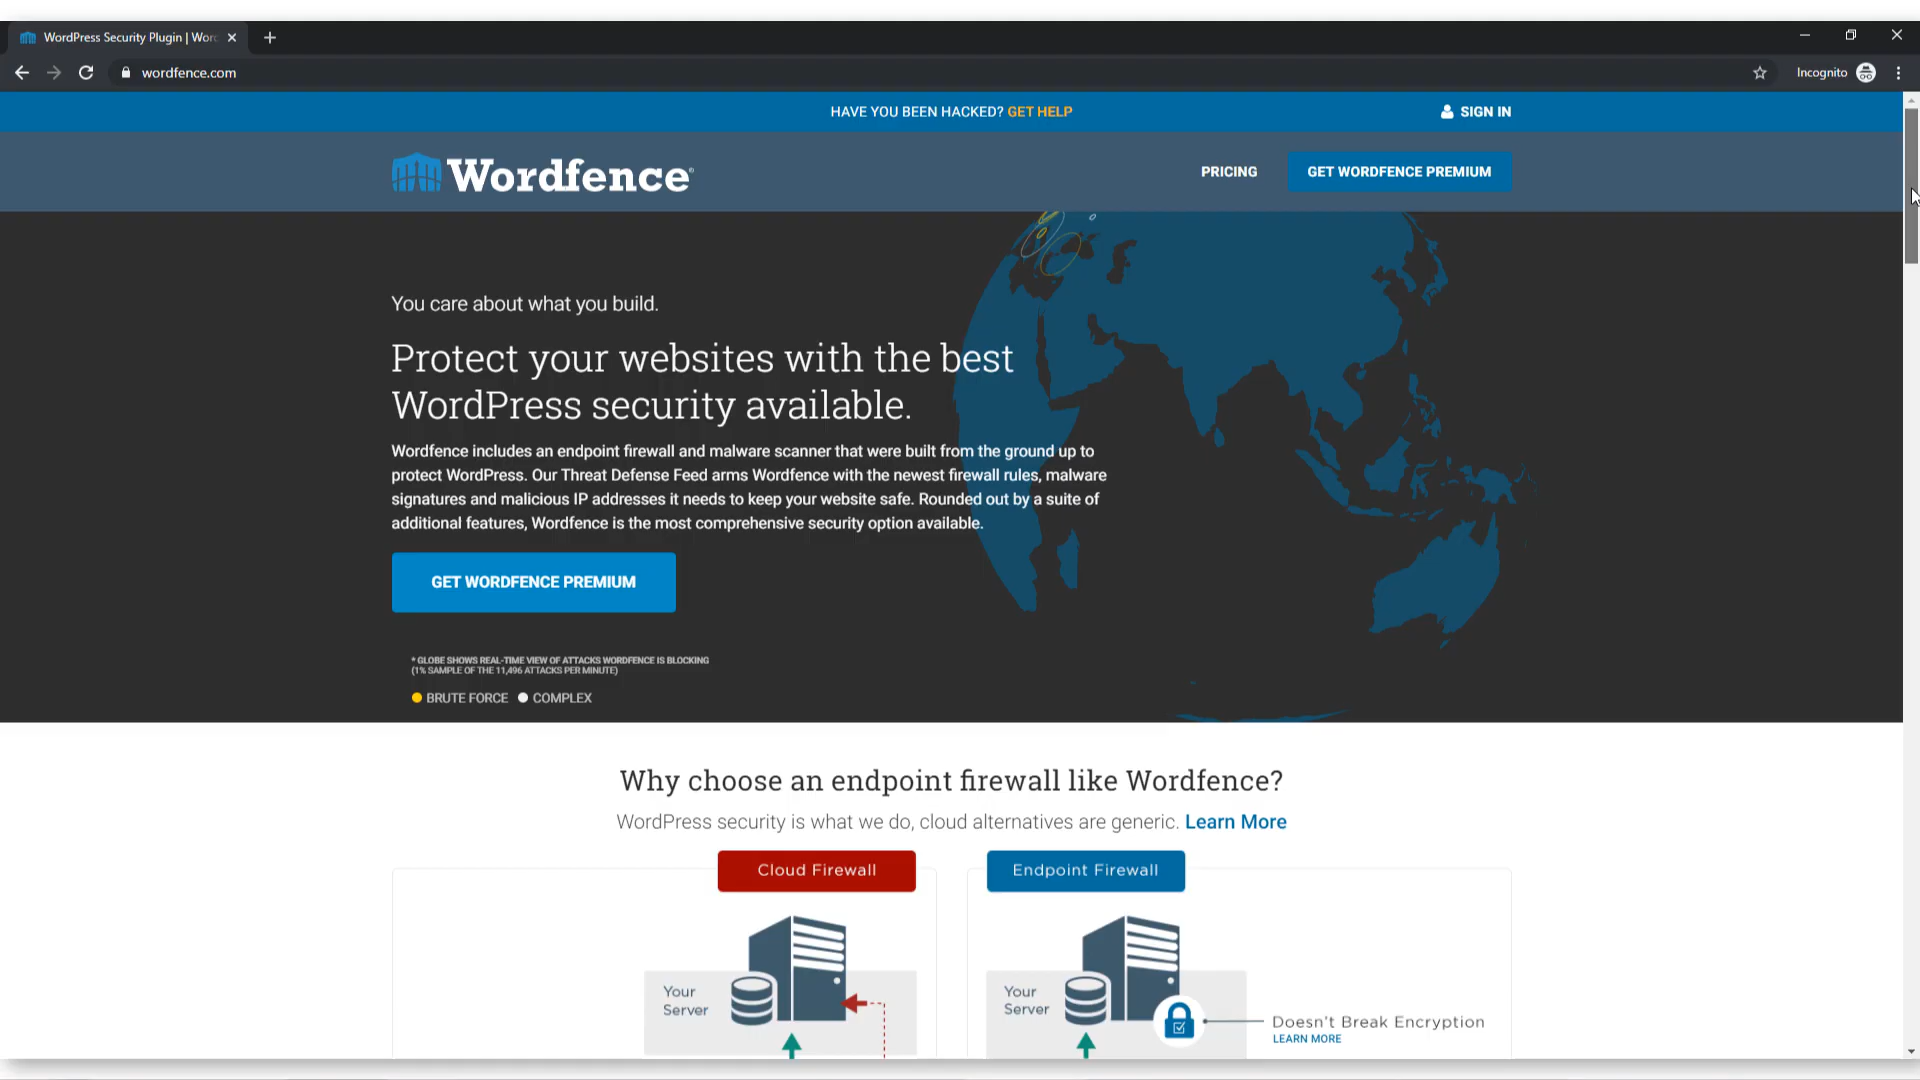 WordPress Security Plugin | Wor
wordfence.com
Incognito
HAVE YOU BEEN HACKED? GET HELP
SIGN IN
Wordfence
PRICING
GET WORDFENCE PREMIUM
You care about what you build.
Protect your websites with the best
WordPress security available.
Wordfence includes an endpoint firewall and malware scanner that were built from the ground up to
protect WordPress. Our Threat Defense Feed arms Wordfence with the newest firewall rules, malware
signatures and malicious IP addresses it needs to keep your website safe. Rounded out by a suite of
additional features, Wordfence is the most comprehensive security option available.
GET WORDFENCE PREMIUM
* GLOBE SHOWS REAL-TIME VIEW OF ATTACKS WORDFENCE IS BLOCKING
(1% SAMPLE OF THE 11,496 ATTACKS PER MINUTE)
BRUTE FORCE COMPLEX
Why choose an endpoint firewall like Wordfence?
WordPress security is what we do, cloud alternatives are generic. Learn More
Cloud Firewall
Endpoint Firewall
Your
Server
Your
Server
Doesn't Break Encryption
LEARN MORE